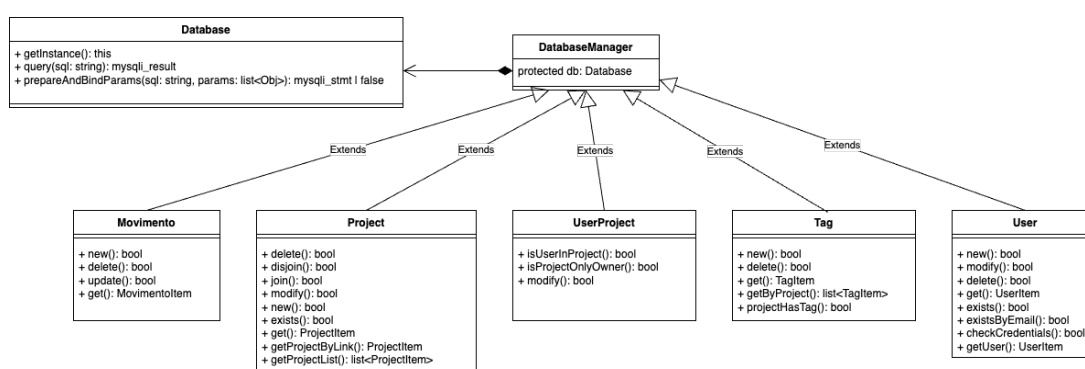 Database
+ getInstance(): this
+ query(sql: string): mysqli_result
+ prepareAndBindParams(sql: string, params: list<Obj>): mysqli_stmt | false
DatabaseManager
protected db: Database
Extends
Extends
Extends
Extends
Extends
Movimento
+ new(): bool
+ delete(): bool
+ update(): bool
+ get(): MovimentoItem
Project
+ delete(): bool
+ disjoin(): bool
+ join(): bool
+ modify(): bool
+ new(): bool
+ exists(): bool
+ get(): ProjectItem
+ getProjectByLink(): ProjectItem
+ getProjectList(): list<ProjectItem>
UserProject
+ isUserInProject(): bool
+ isProjectOnlyOwner(): bool
+ modify(): bool
Tag
+ new(): bool
+ delete(): bool
+ get(): TagItem
+ getByProject(): list<TagItem>
+ projectHasTag(): bool
User
+ new(): bool
+ modify(): bool
+ delete(): bool
+ get(): UserItem
+ exists(): bool
+ existsByEmail(): bool
+ checkCredentials(): bool
+ getUser(): UserItem